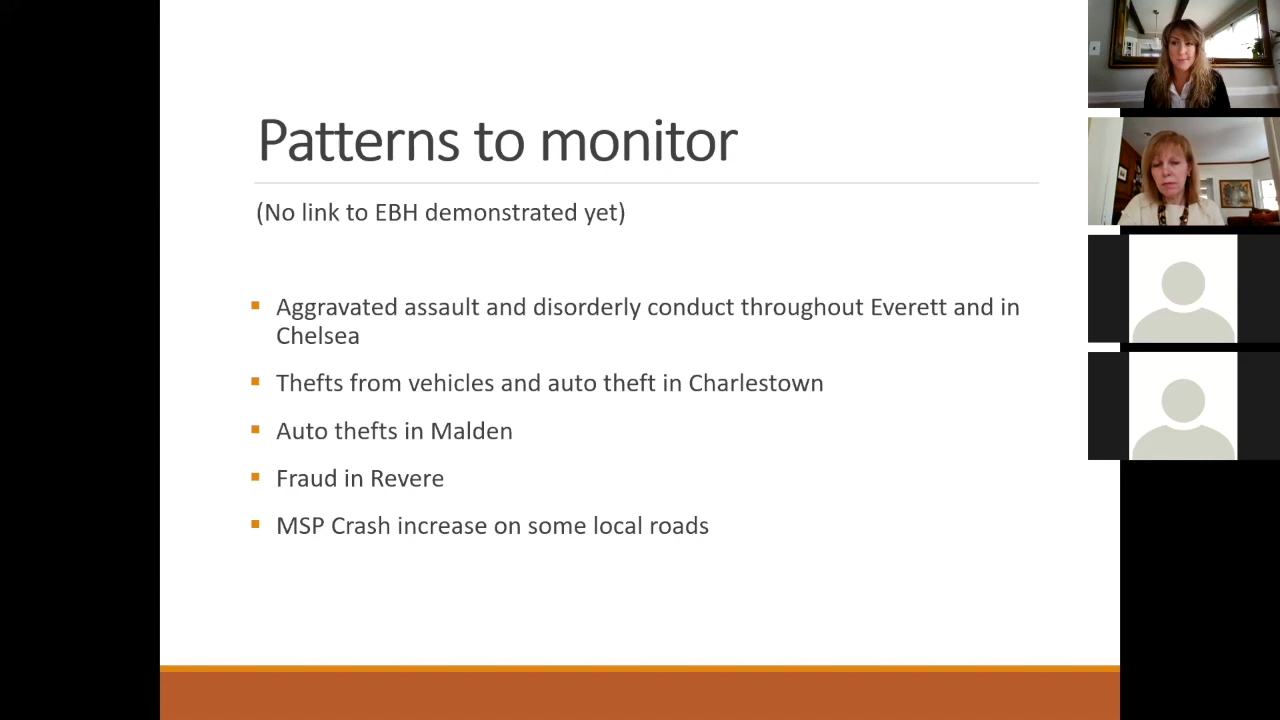 Patterns to monitor
(No link to EBH demonstrated yet)
Aggravated assault and disorderly conduct throughout Everett and in
Chelsea
Thefts from vehicles and auto theft in Charlestown
Auto thefts in Malden
Fraud in Revere
MSP Crash increase on some local roads